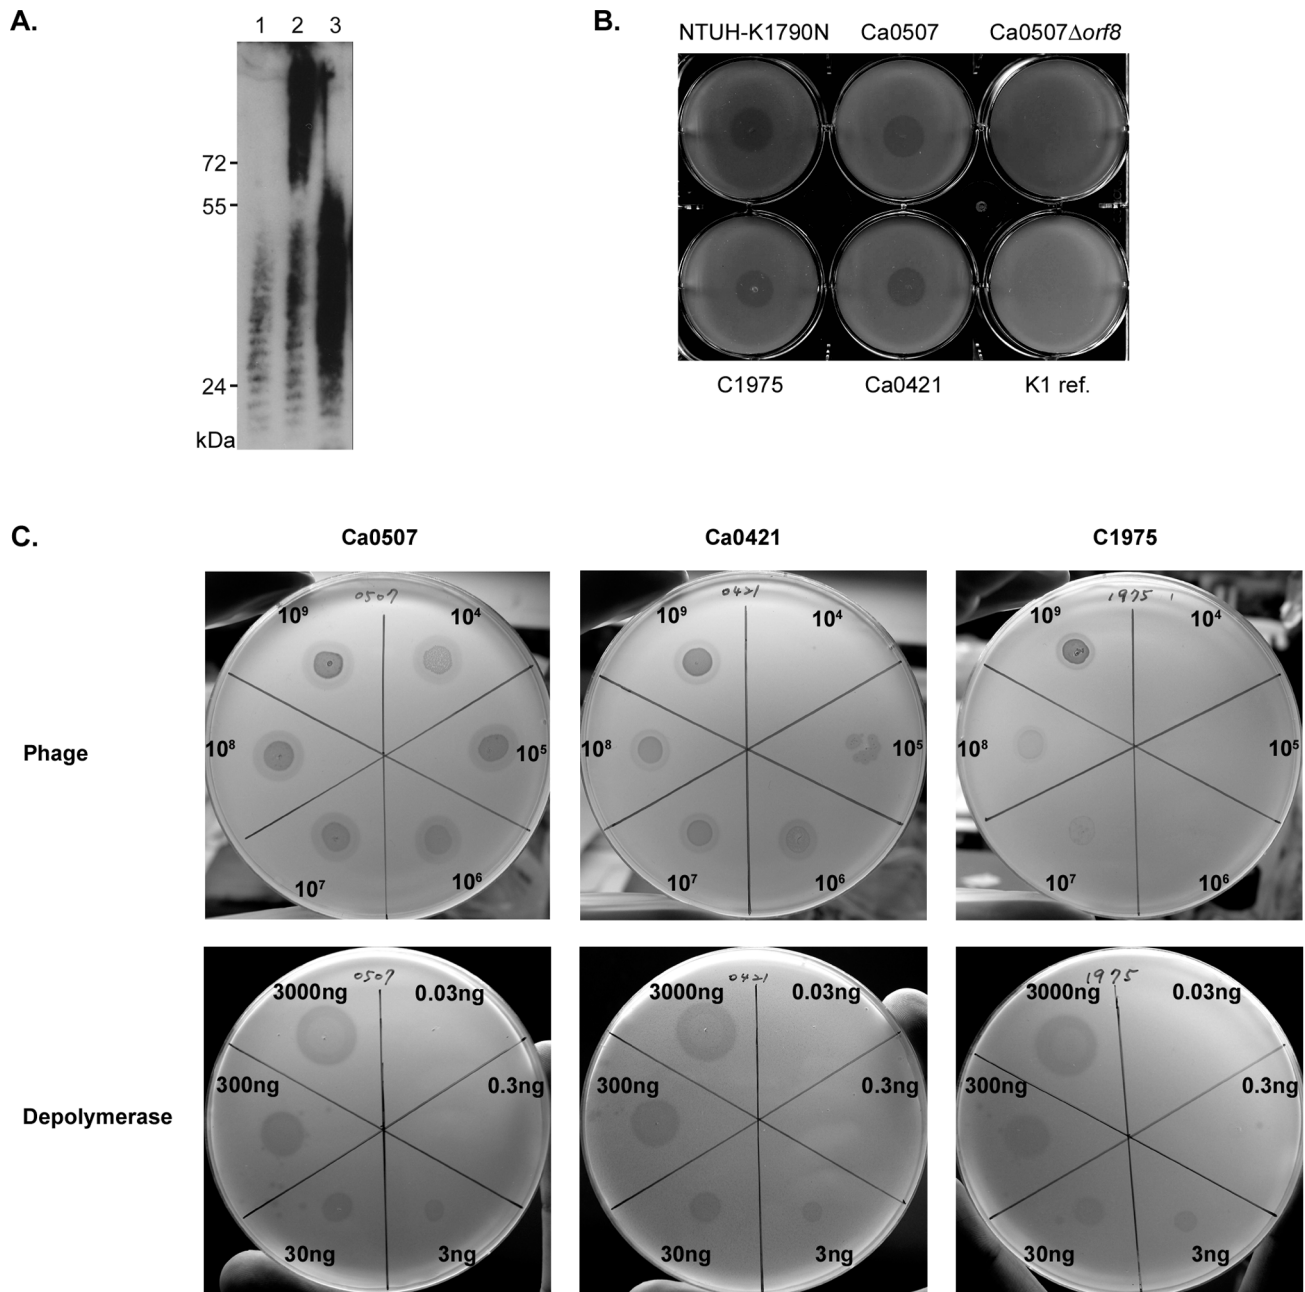 A.
1 2 3
72
55
24
kDa
B.
NTUH-K1790N Ca0507 Ca0507Δorf8
C1975 Ca0421 K1 ref.
C.
Ca0507 Ca0421 C1975
Phage
0507
10⁹ 10⁴
10⁸ 10⁵
10⁷ 10⁶
0421
10⁹ 10⁴
10⁸ 10⁵
10⁷ 10⁶
1975
10⁹ 10⁴
10⁸ 10⁵
10⁷ 10⁶
Depolymerase
0507
3000ng 0.03ng
300ng 0.3ng
30ng 3ng
0421
3000ng 0.03ng
300ng 0.3ng
30ng 3ng
1975
3000ng 0.03ng
300ng 0.3ng
30ng 3ng